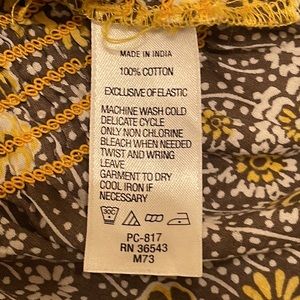 MADE IN INDIA
100% COTTON
EXCLUSIVE OF ELASTIC
MACHINE WASH COLD
DELICATE CYCLE
ONLY NON CHLORINE
BLEACH WHEN NEEDED
TWIST AND WRING
LEAVE
GARMENT TO DRY
COOL IRON IF
NECESSARY
PC-817
RN 36543
M73